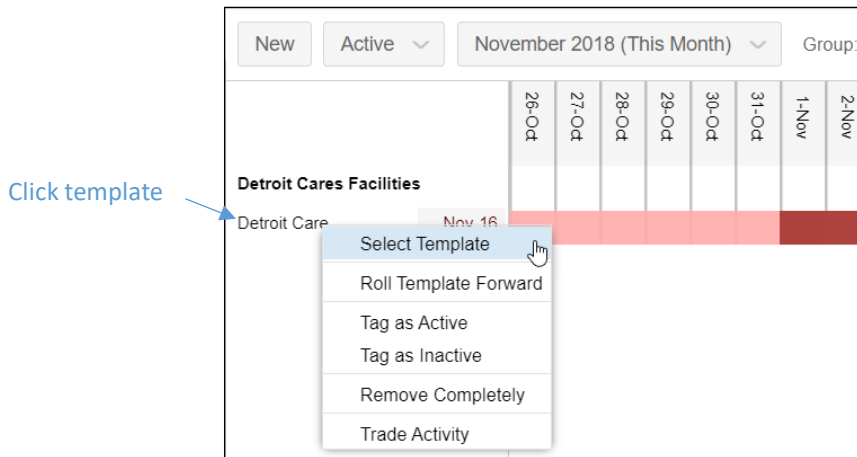 New
Active
November 2018 (This Month)
Group:
26-Oct
27-Oct
28-Oct
29-Oct
30-Oct
31-Oct
1-Nov
2-Nov
Detroit Cares Facilities
Click template
Detroit Care
Nov 16
Select Template
Roll Template Forward
Tag as Active
Tag as Inactive
Remove Completely
Trade Activity